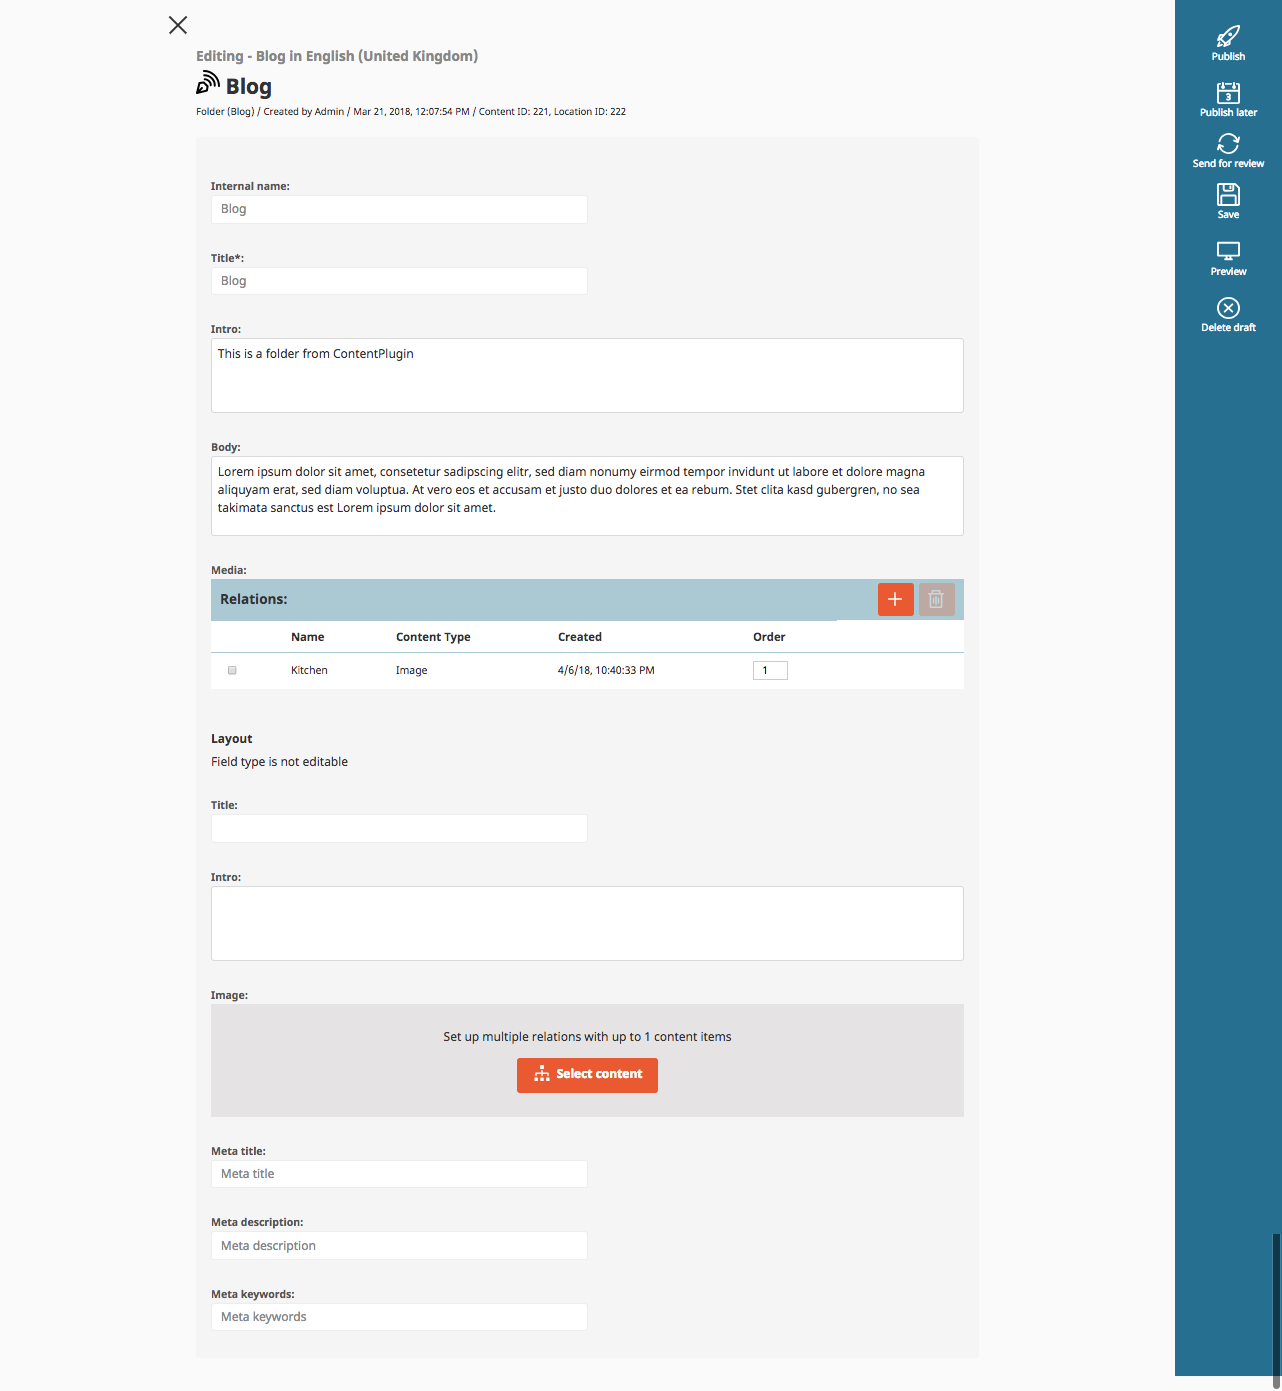 Editing - Blog in English (United Kingdom)
Blog
Folder (Blog) / Created by Admin / Mar 21, 2018, 12:07:54 PM / Content ID: 221, Location ID: 222
Internal name:
Blog
Title*:
Blog
Intro:
This is a folder from ContentPlugin
Body:
Lorem ipsum dolor sit amet, consetetur sadipscing elitr, sed diam nonumy eirmod tempor invidunt ut labore et dolore magna
aliquyam erat, sed diam voluptua. At vero eos et accusam et justo duo dolores et ea rebum. Stet clita kasd gubergren, no sea
takimata sanctus est Lorem ipsum dolor sit amet.
Media:
Relations:
Name Content Type Created Order
Kitchen Image 4/6/18, 10:40:33 PM 1
Layout
Field type is not editable
Title:
Intro:
Image:
Set up multiple relations with up to 1 content items
Select content
Meta title:
Meta title
Meta description:
Meta description
Meta keywords:
Meta keywords
Publish
3
Publish later
Send for review
Save
Preview
Delete draft